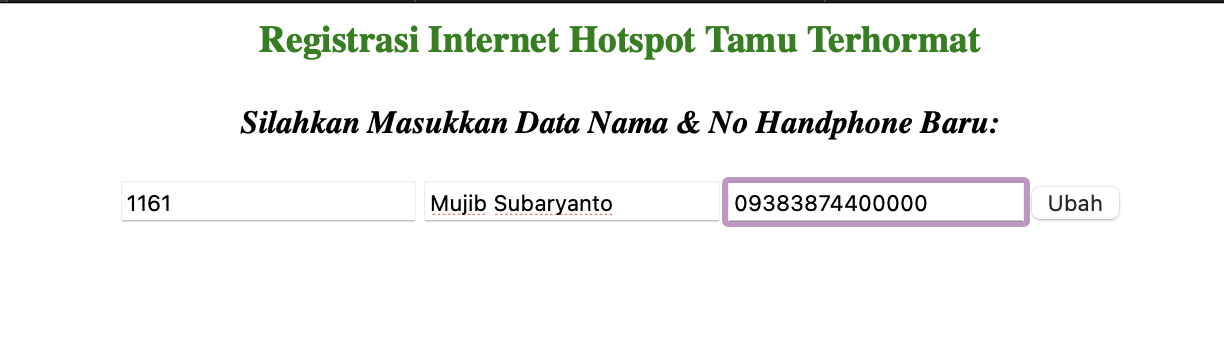 Registrasi Internet Hotspot Tamu Terhormat
Silahkan Masukkan Data Nama & No Handphone Baru:
1161 Mujib Subaryanto 09383874400000 Ubah